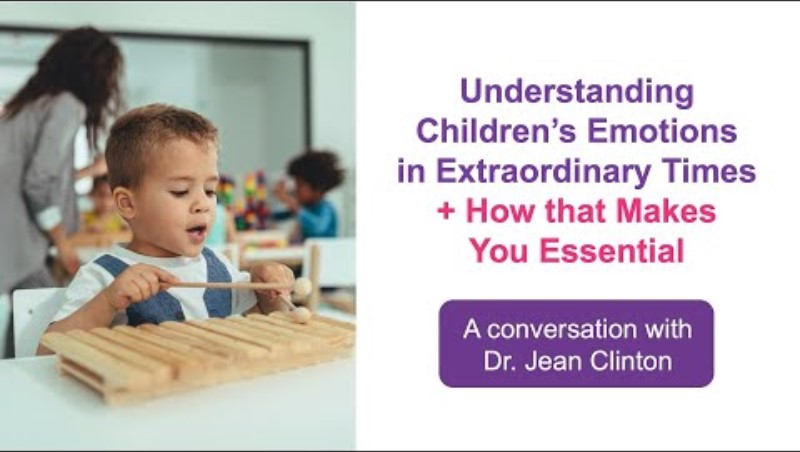 Understanding
Children’s Emotions
in Extraordinary Times
+ How that Makes
You Essential
A conversation with
Dr. Jean Clinton